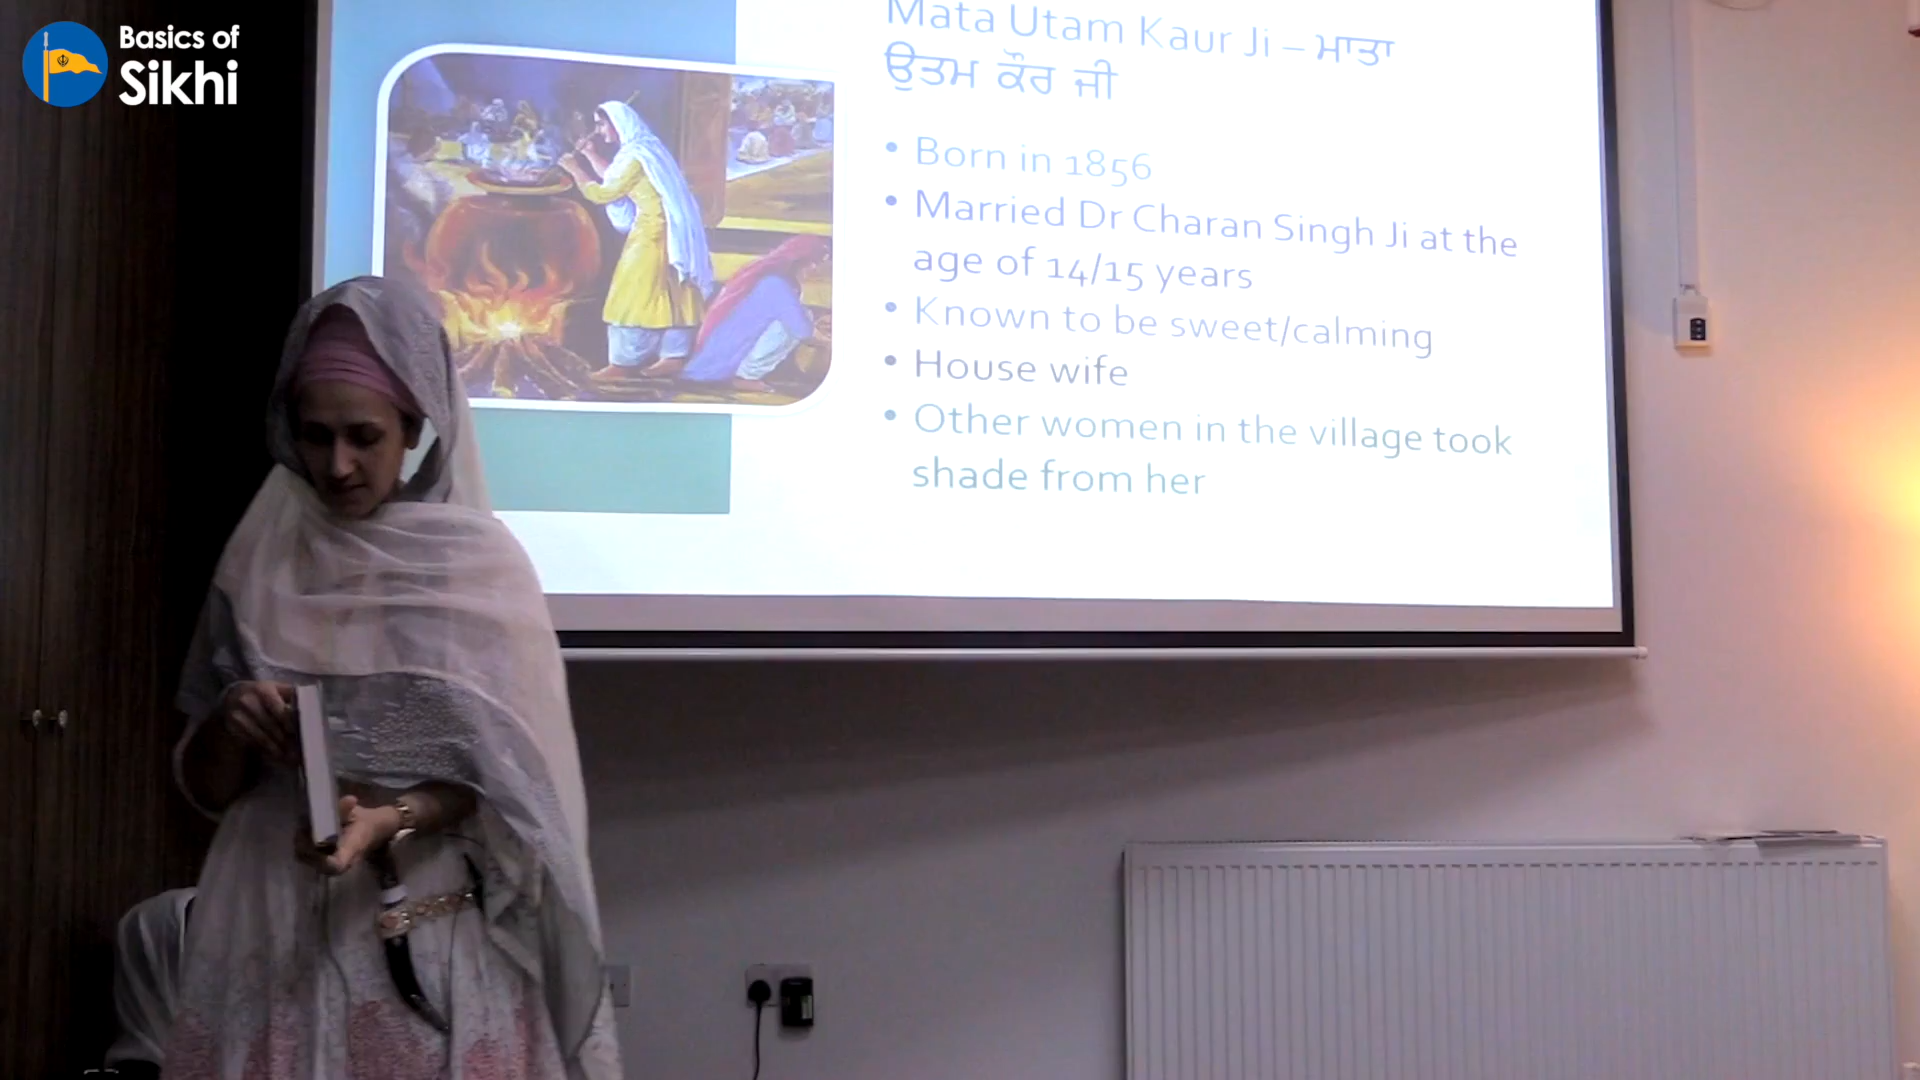 Basics of
Sikhi
Mata Utam Kaur Ji – ਮਾਤਾ
ਉਤਮ ਕੌਰ ਜੀ
• Born in 1856
• Married Dr Charan Singh Ji at the
age of 14/15 years
• Known to be sweet/calming
• House wife
• Other women in the village took
shade from her